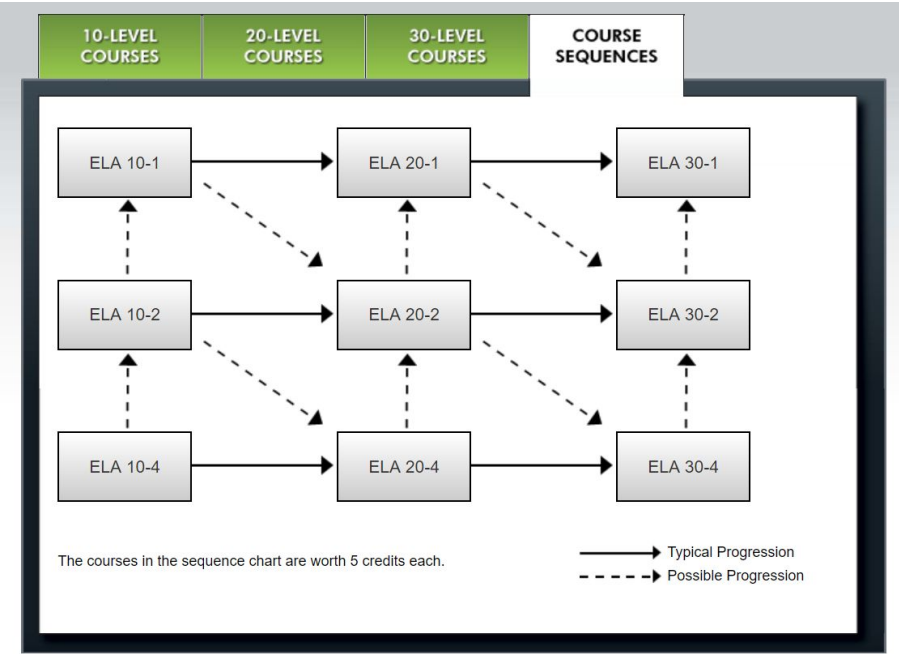 10-LEVEL
COURSES
20-LEVEL
COURSES
30-LEVEL
COURSES
COURSE
SEQUENCES
ELA 10-1
ELA 20-1
ELA 30-1
ELA 10-2
ELA 20-2
ELA 30-2
ELA 10-4
ELA 20-4
ELA 30-4
The courses in the sequence chart are worth 5 credits each.
Typical Progression
Possible Progression